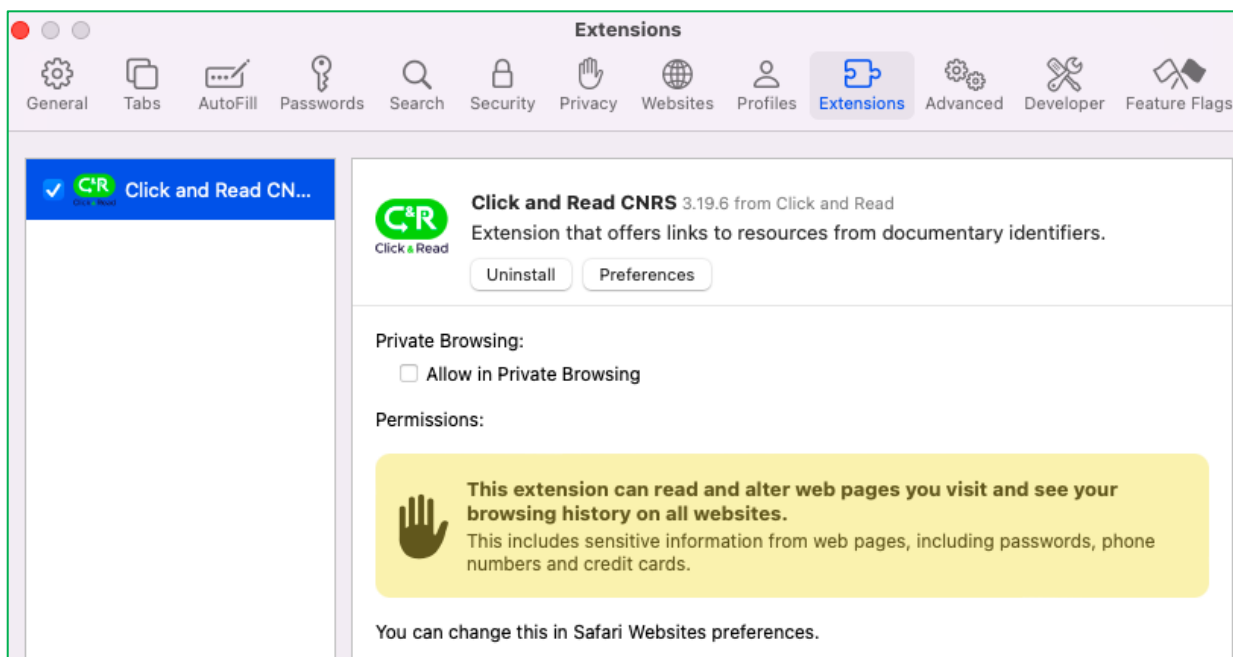 Extensions
General Tabs AutoFill Passwords Search Security Privacy Websites Profiles Extensions Advanced Developer Feature Flags
C&R Click and Read CN...
Click & Read
C&R Click and Read CNRS 3.19.6 from Click and Read
Click & Read Extension that offers links to resources from documentary identifiers.
Uninstall Preferences
Private Browsing:
Allow in Private Browsing
Permissions:
This extension can read and alter web pages you visit and see your
browsing history on all websites.
This includes sensitive information from web pages, including passwords, phone
numbers and credit cards.
You can change this in Safari Websites preferences.